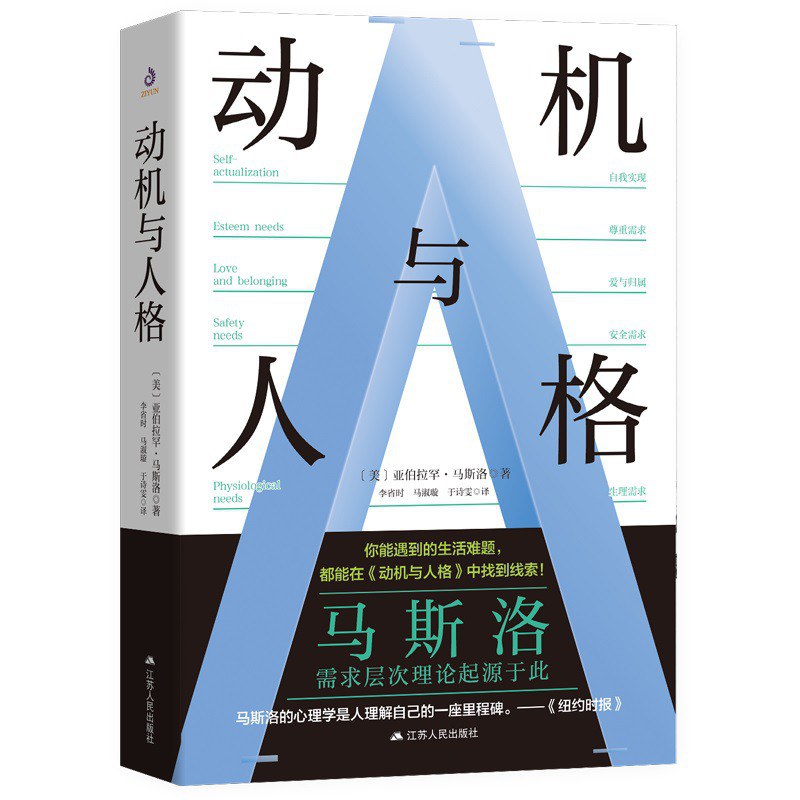 ZIYUN
动机与人格
〔美〕亚伯拉罕·马斯洛 著
李省时 马淑璇 于诗雯 译
江苏人民出版社
动 机
Self-
actualization
自我实现
Esteem needs
尊重需求
与
Love
and belonging
爱与归属
Safety
needs
安全需求
人 格
〔美〕亚伯拉罕·马斯洛 著
李省时 马淑璇 于诗雯 译
Physiological
needs
生理需求
你能遇到的生活难题，
都能在《动机与人格》中找到线索！
马斯洛
需求层次理论起源于此
马斯洛的心理学是人理解自己的一座里程碑。——《纽约时报》
江苏人民出版社